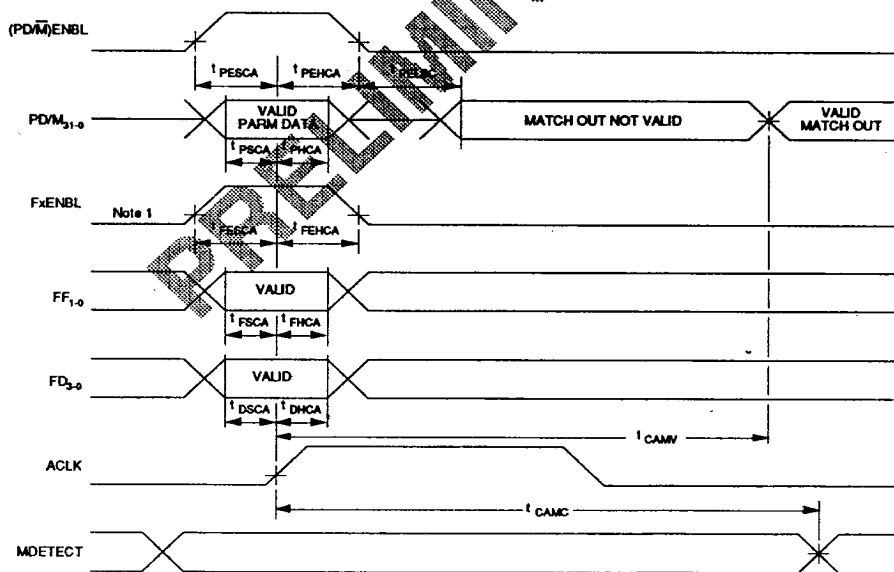 (PD/M̅)ENBL
t PESCA
t PEHCA
t PELBC
PD/M31-0
VALID
PARM DATA
MATCH OUT NOT VALID
VALID
MATCH OUT
t PSCA
t PHCA
FxENBL
Note 1
t FESCA
t FEHCA
FF1-0
VALID
t FSCA
t FHCA
FD3-0
VALID
t DSCA
t DHCA
t CAMV
ACLK
t CAMC
MDETECT